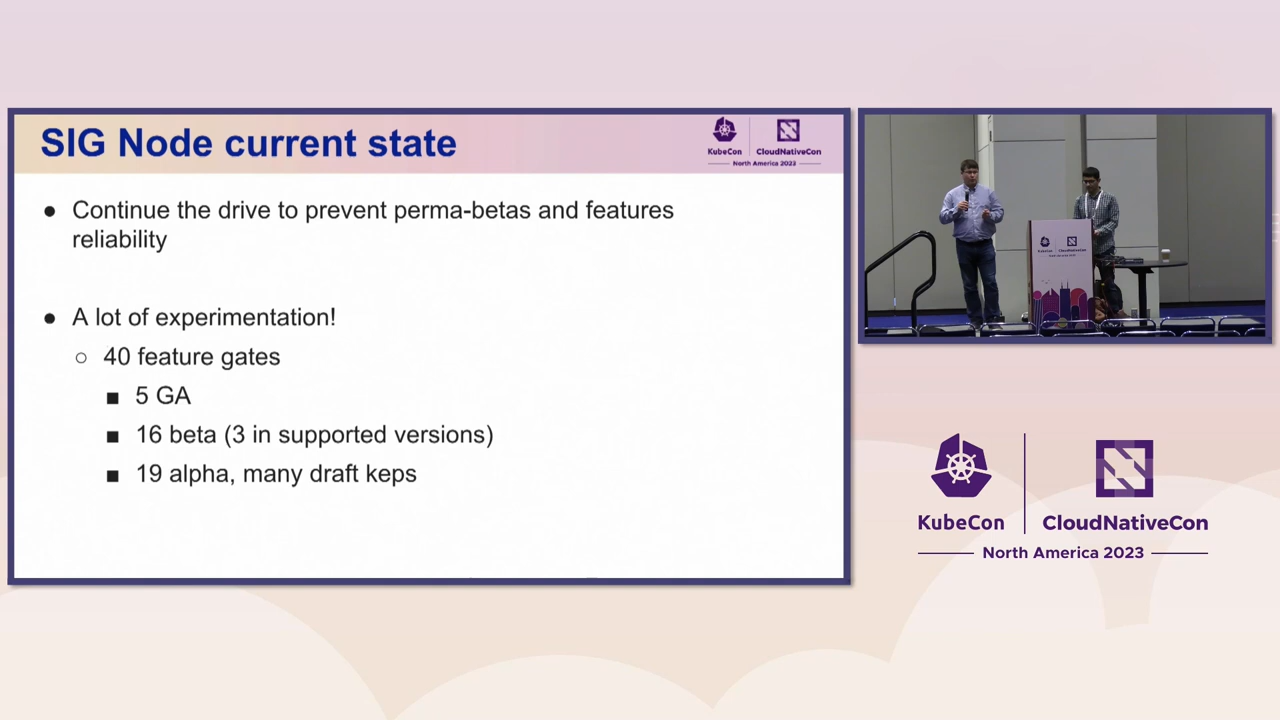 SIG Node current state
KubeCon
CloudNativeCon
North America 2023
Continue the drive to prevent perma-betas and features
reliability
A lot of experimentation!
40 feature gates
5 GA
16 beta (3 in supported versions)
19 alpha, many draft keps
KubeCon
CloudNativeCon
North America 2023